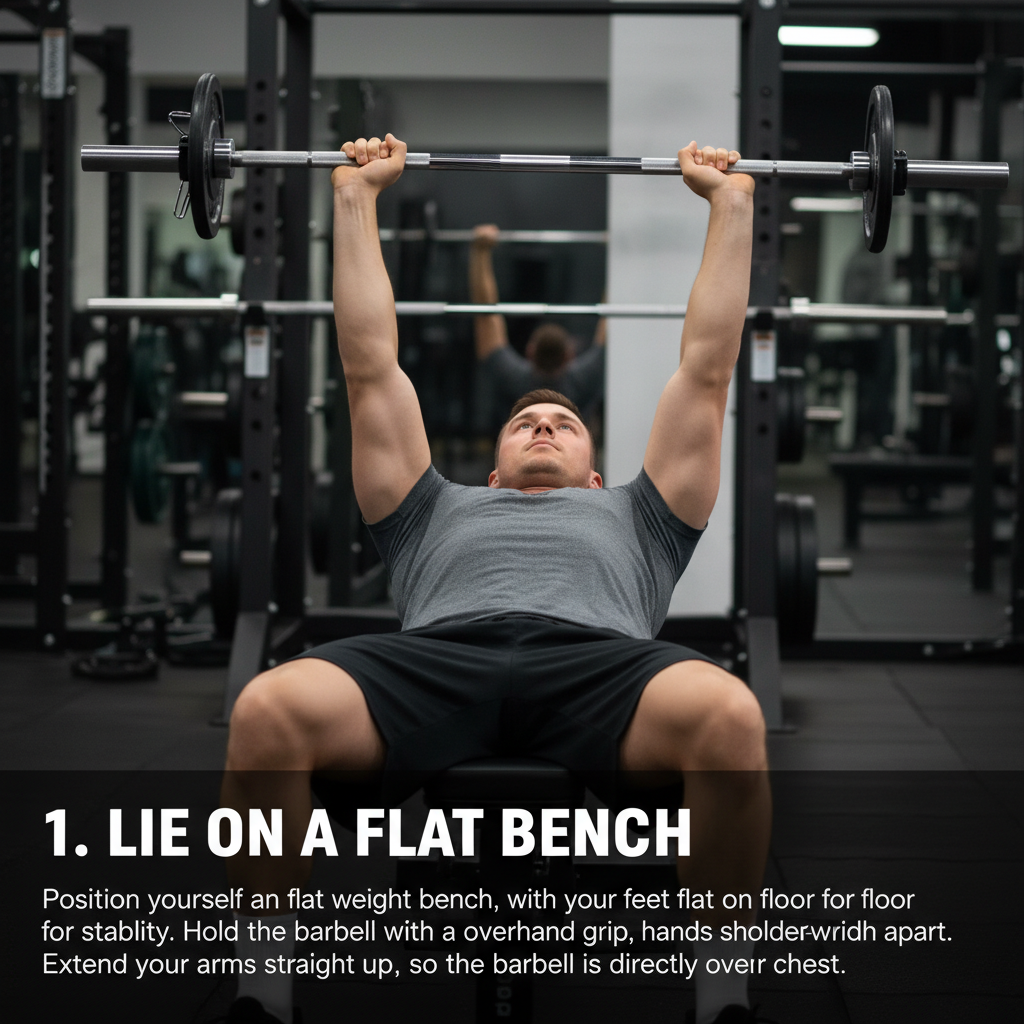 1. LIE ON A FLAT BENCH
Position yourself an flat weight bench, with your feet flat on floor for floor
for stablity. Hold the barbell with a overhand grip, hands sholder-wridh apart.
Extend your arms straight up, so the barbell is directly over chest.